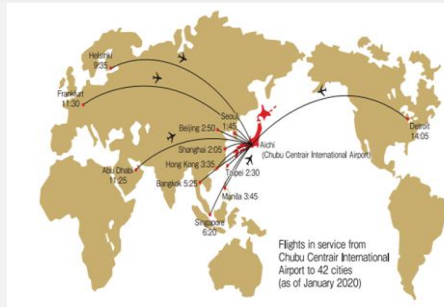 Helsinki
9:35
Frankfurt
11:30
Seoul
1:45
Beijing 2:50
Detroit
14:05
Shanghai 2:05
Aichi
(Chubu Centrair International Airport)
Hong Kong 3:35
Taipei 2:30
Abu Dhabi
11:25
Bangkok 5:25
Manila 3:45
Singapore
6:20
Flights in service from
Chubu Centrair International
Airport to 42 cities
(as of January 2020)